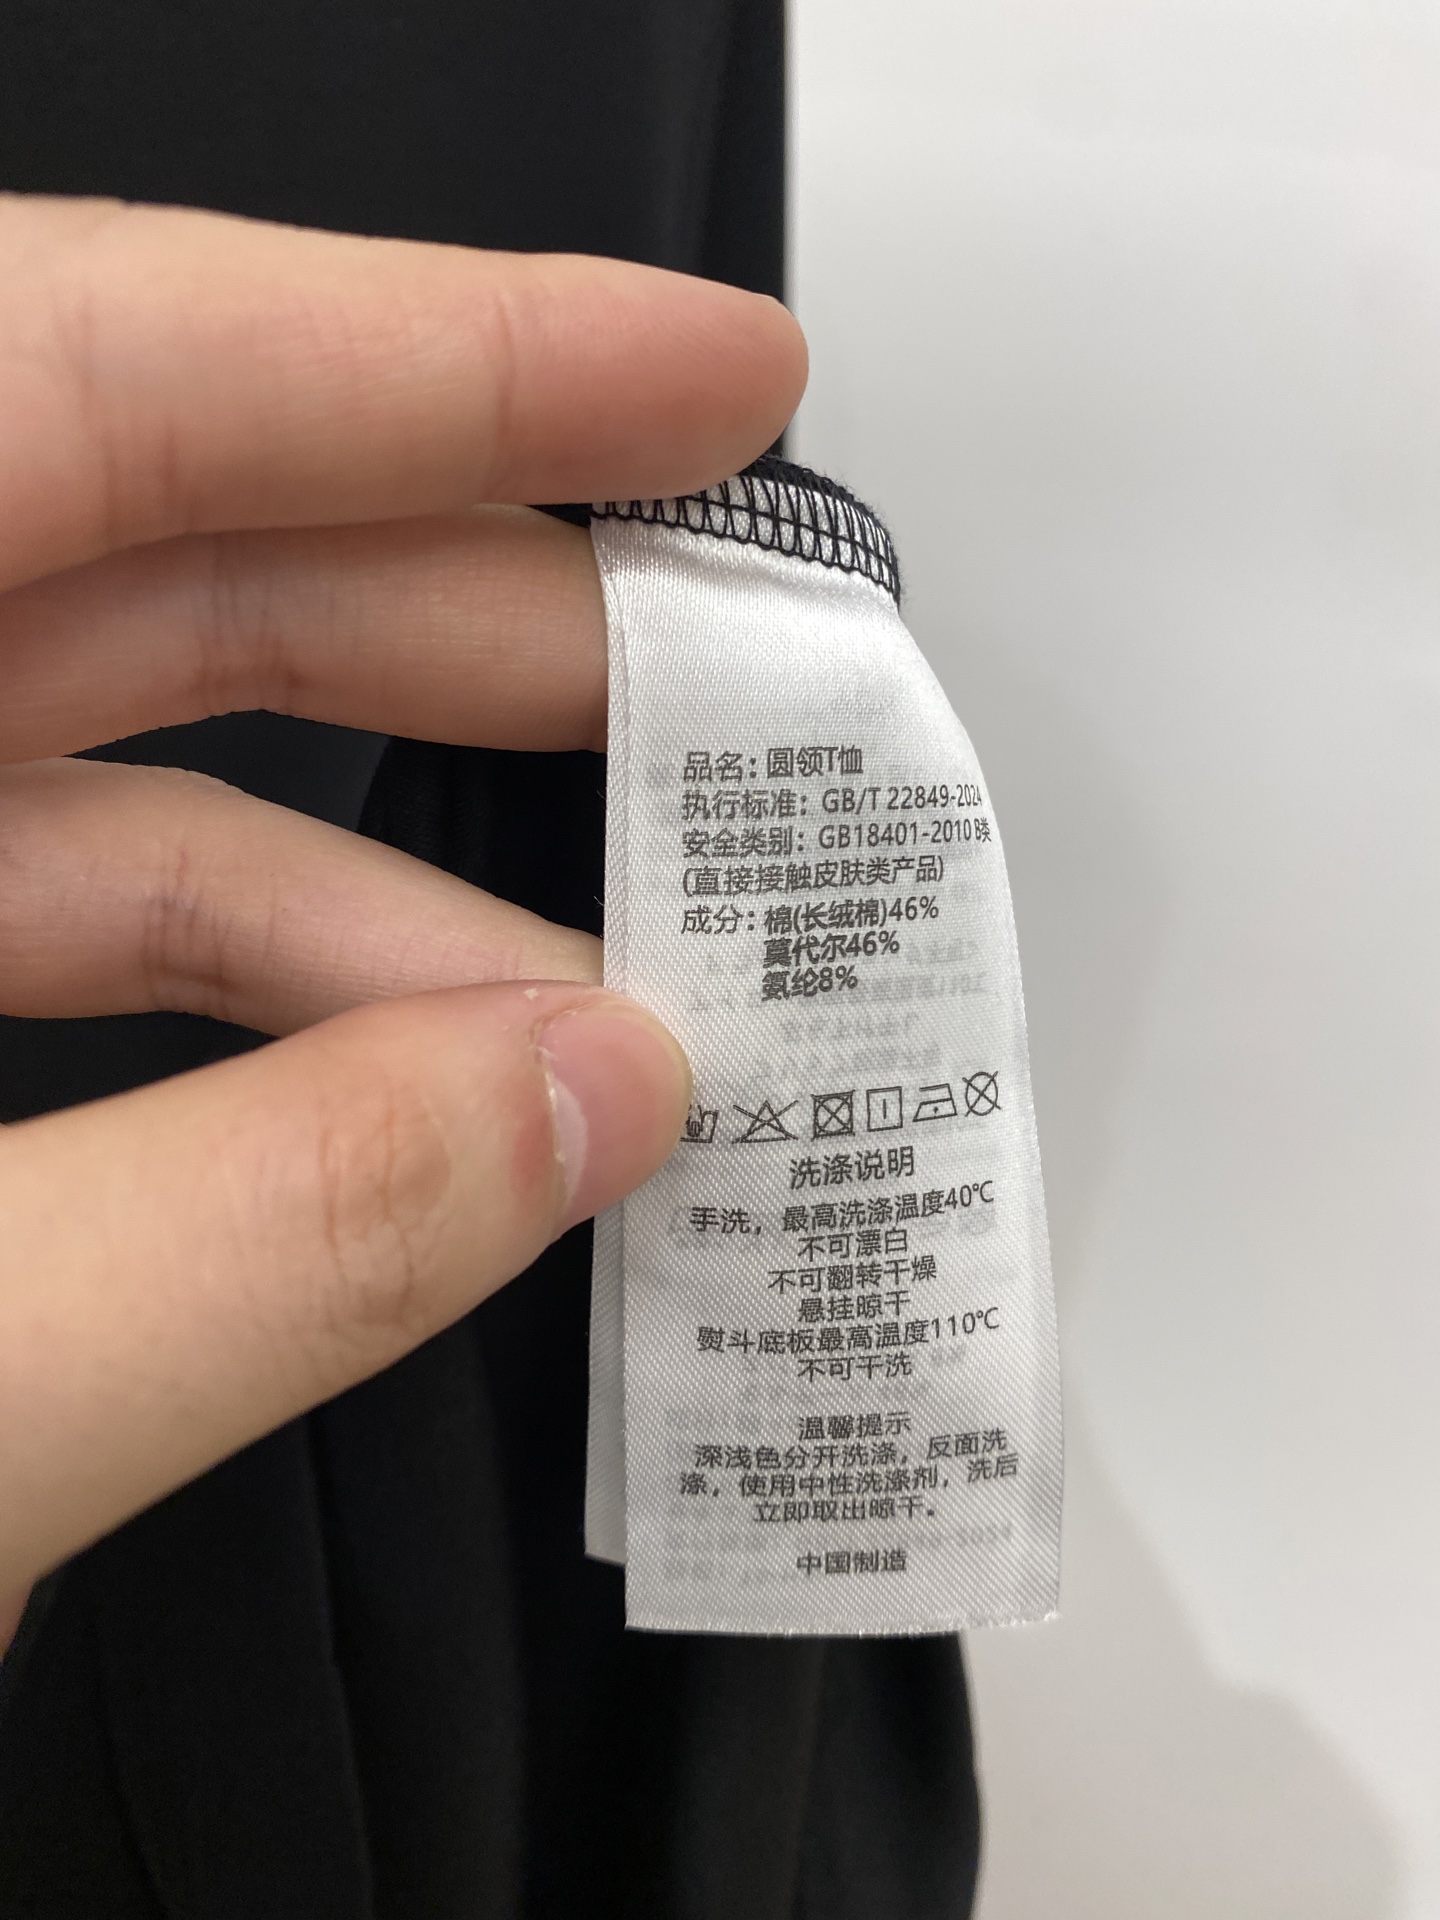 品名：圆领T恤
执行标准：GB/T 22849-2024
安全类别：GB18401-2010 B类
(直接接触皮肤类产品)
成分：棉(长绒棉)46%
莫代尔46%
氨纶8%
洗涤说明
手洗，最高洗涤温度40℃
不可漂白
不可翻转干燥
悬挂晾干
熨斗底板最高温度110℃
不可干洗
温馨提示
深浅色分开洗涤，反面洗
涤，使用中性洗涤剂，洗后
立即取出晾干。
中国制造